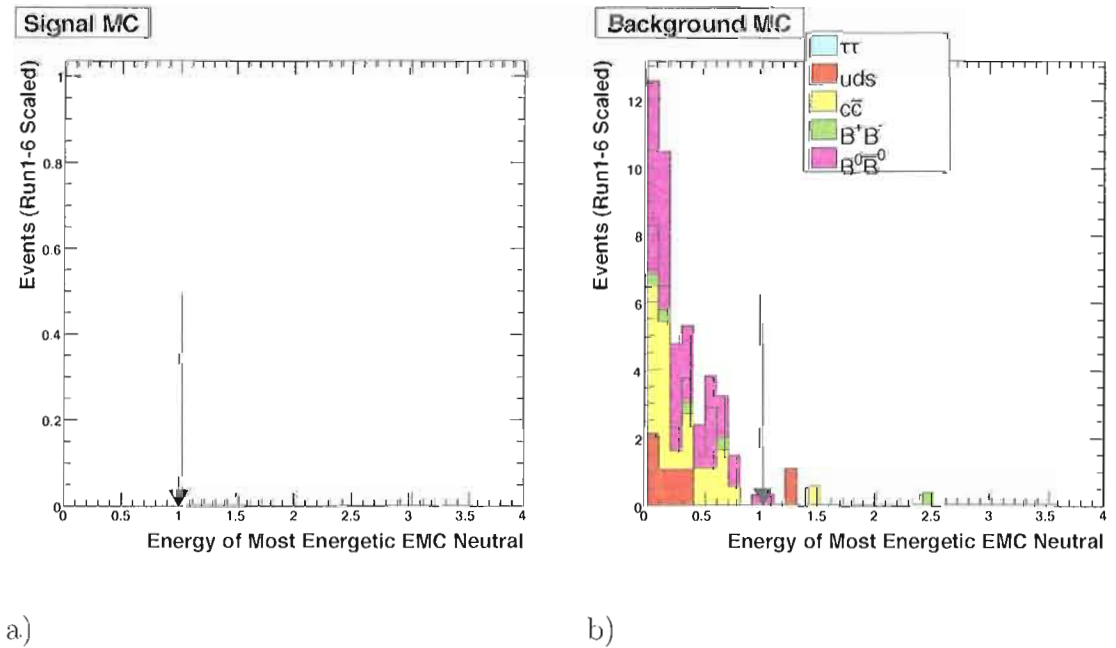 Signal MC
Events (Run1-6 Scaled)
1
0.8
0.6
0.4
0.2
0
0 0.5 1 1.5 2 2.5 3 3.5 4
Energy of Most Energetic EMC Neutral
a)
Background MC
ττ
uds
cc̅
B⁺B⁻
B⁰B̅⁰
Events (Run1-6 Scaled)
12
10
8
6
4
2
0
0 0.5 1 1.5 2 2.5 3 3.5 4
Energy of Most Energetic EMC Neutral
b)